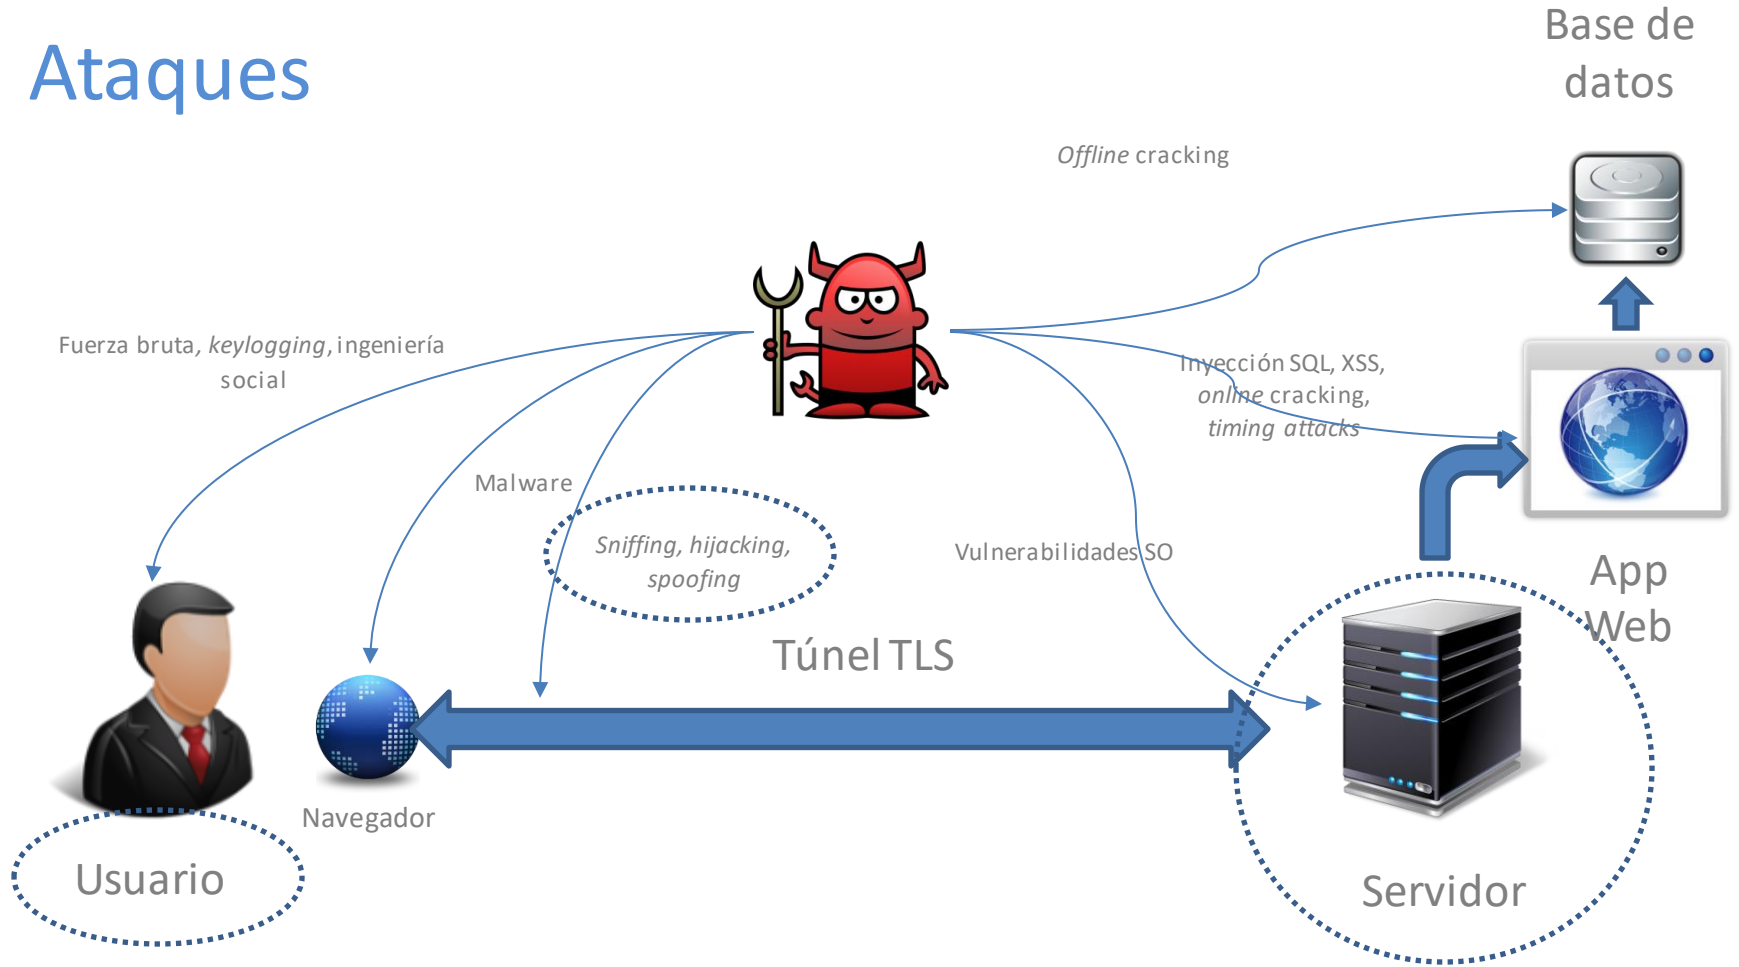 Ataques
Base de
datos
Offline cracking
Fuerza bruta, keylogging, ingeniería
social
Inyección SQL, XSS,
online cracking,
timing attacks
Malware
Sniffing, hijacking,
spoofing
Vulnerabilidades SO
App
Web
Túnel TLS
Navegador
Usuario
Servidor